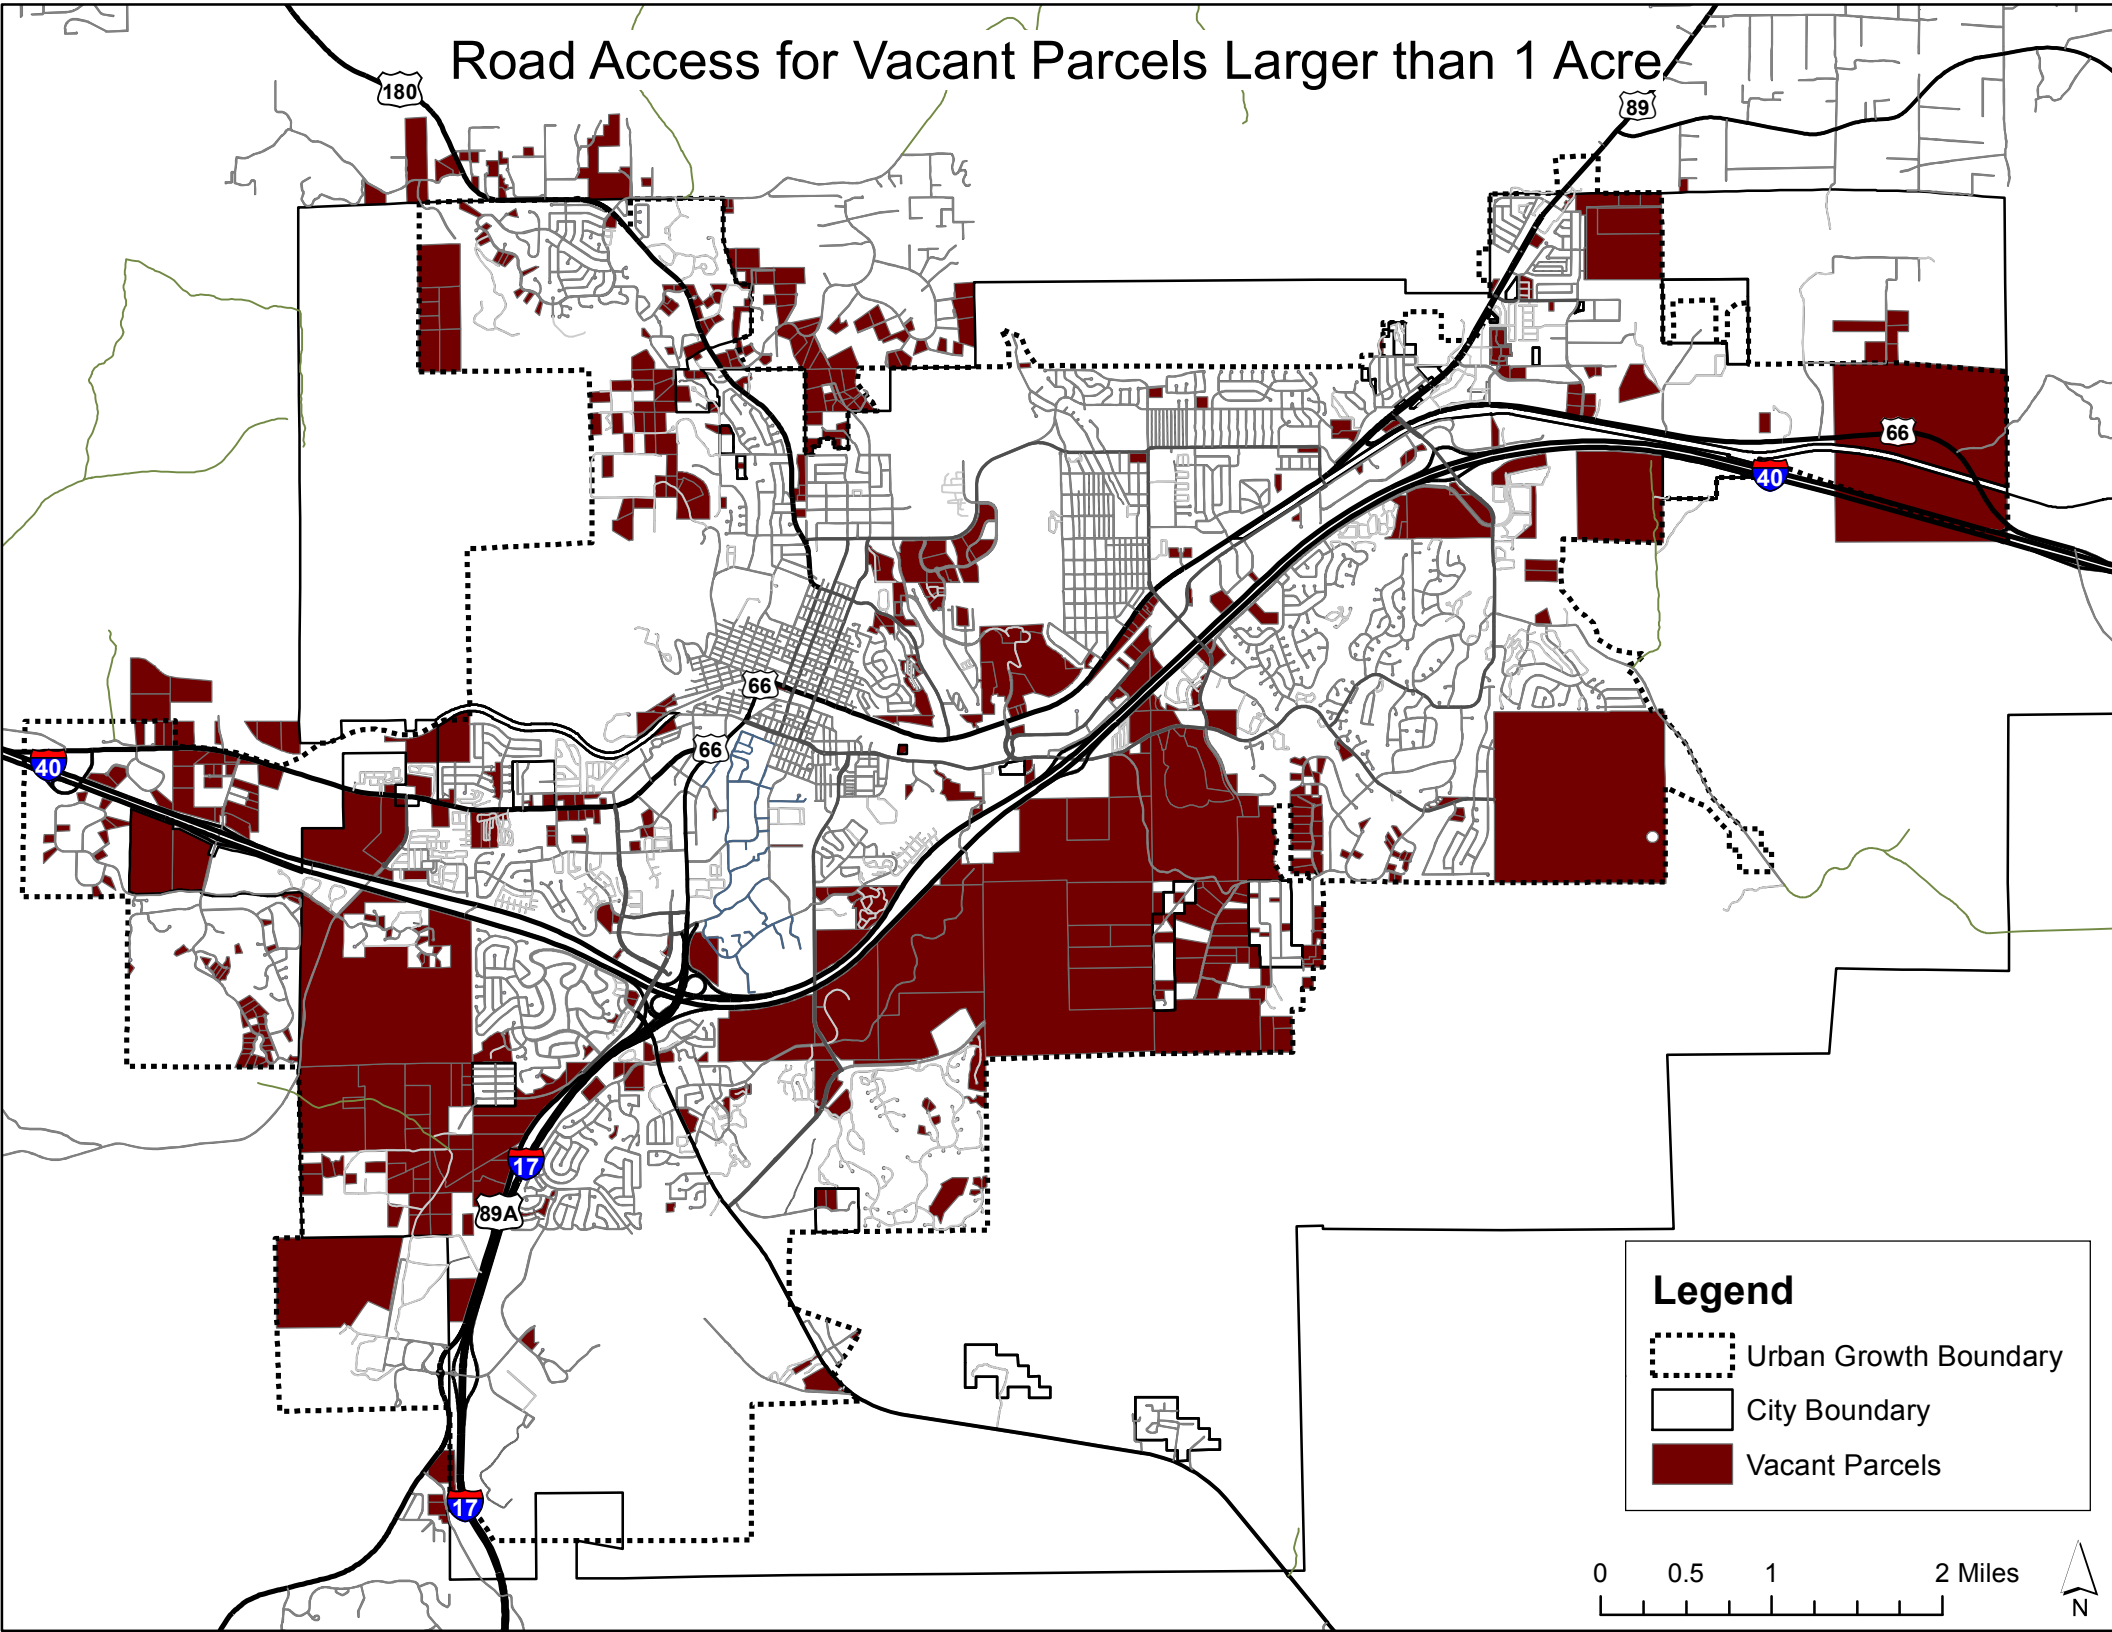 Road Access for Vacant Parcels Larger than 1 Acre
180
89
66
40
66
66
40
17
89A
17
Legend
Urban Growth Boundary
City Boundary
Vacant Parcels
0 0.5 1 2 Miles
N